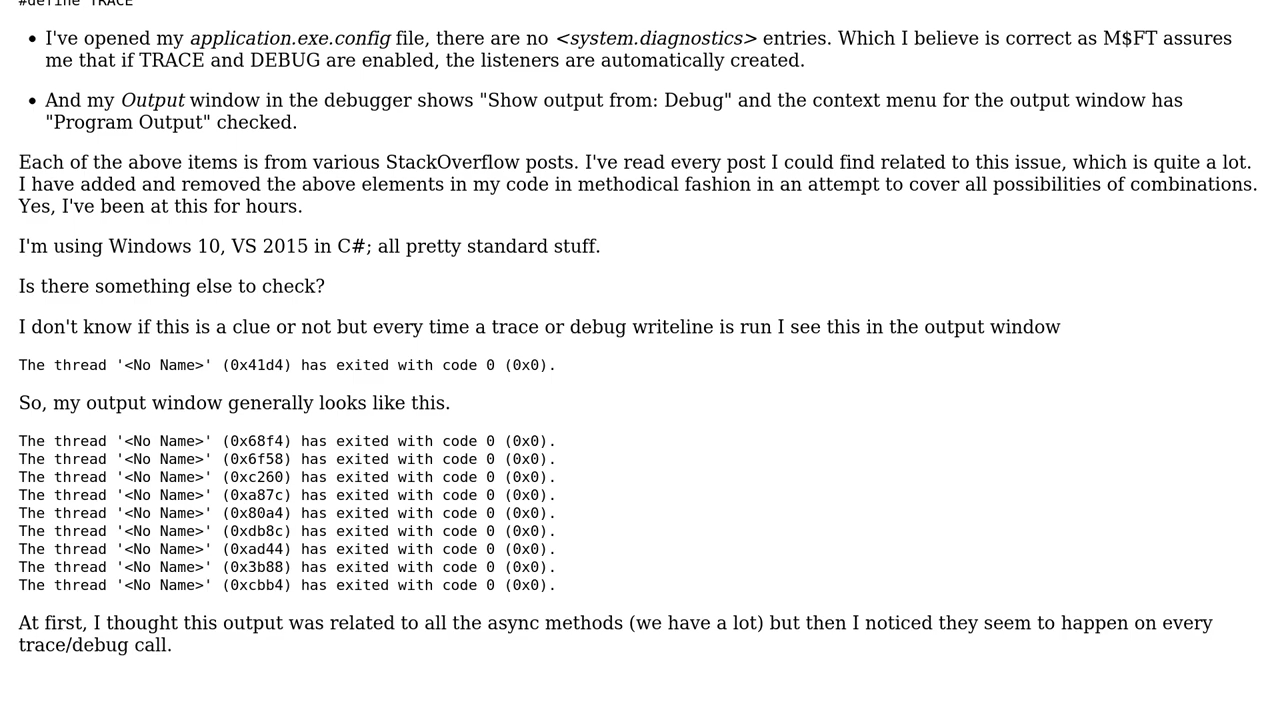 #define TRACE
• I've opened my application.exe.config file, there are no <system.diagnostics> entries. Which I believe is correct as M$FT assures
me that if TRACE and DEBUG are enabled, the listeners are automatically created.
• And my Output window in the debugger shows "Show output from: Debug" and the context menu for the output window has
"Program Output" checked.
Each of the above items is from various StackOverflow posts. I've read every post I could find related to this issue, which is quite a lot.
I have added and removed the above elements in my code in methodical fashion in an attempt to cover all possibilities of combinations.
Yes, I've been at this for hours.
I'm using Windows 10, VS 2015 in C#; all pretty standard stuff.
Is there something else to check?
I don't know if this is a clue or not but every time a trace or debug writeline is run I see this in the output window
The thread '<No Name>' (0x41d4) has exited with code 0 (0x0).
So, my output window generally looks like this.
The thread '<No Name>' (0x68f4) has exited with code 0 (0x0).
The thread '<No Name>' (0x6f58) has exited with code 0 (0x0).
The thread '<No Name>' (0xc260) has exited with code 0 (0x0).
The thread '<No Name>' (0xa87c) has exited with code 0 (0x0).
The thread '<No Name>' (0x80a4) has exited with code 0 (0x0).
The thread '<No Name>' (0xdb8c) has exited with code 0 (0x0).
The thread '<No Name>' (0xad44) has exited with code 0 (0x0).
The thread '<No Name>' (0x3b88) has exited with code 0 (0x0).
The thread '<No Name>' (0xcbb4) has exited with code 0 (0x0).
At first, I thought this output was related to all the async methods (we have a lot) but then I noticed they seem to happen on every
trace/debug call.